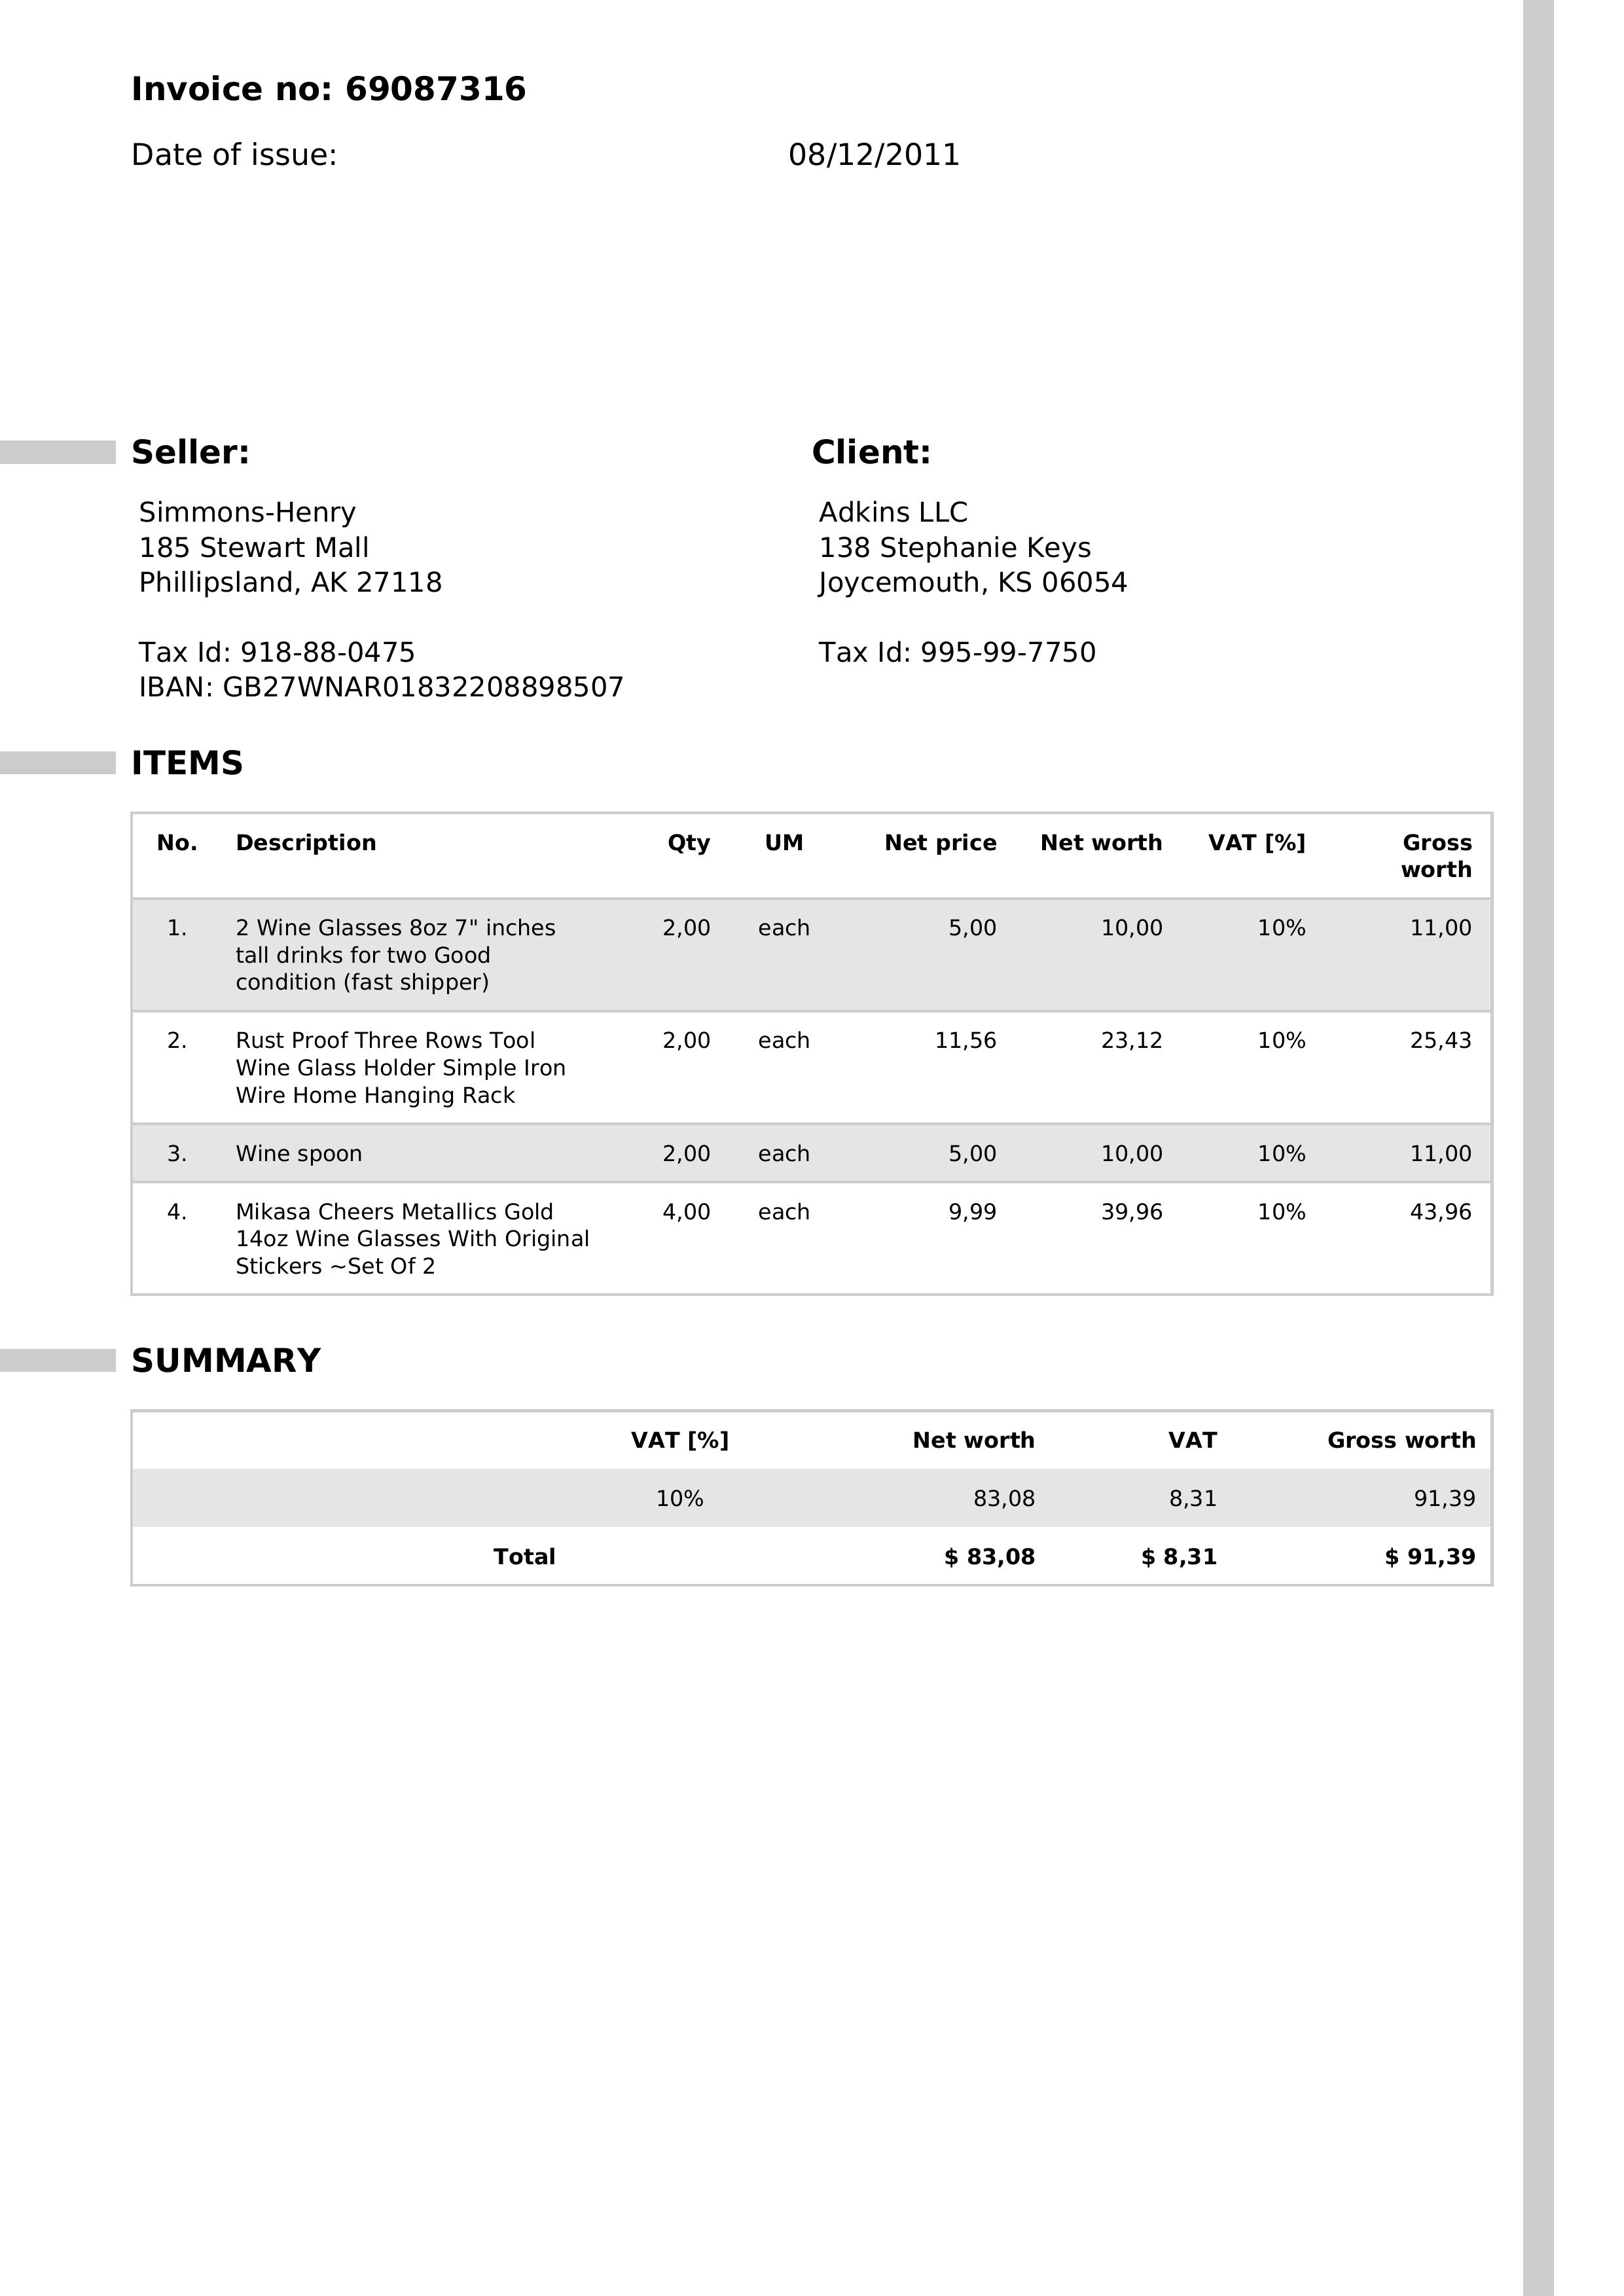 Invoice no: 69087316
Date of issue: 08/12/2011
Seller:
Simmons-Henry
185 Stewart Mall
Phillipsland, AK 27118
Tax Id: 918-88-0475
IBAN: GB27WNAR01832208898507
Client:
Adkins LLC
138 Stephanie Keys
Joycemouth, KS 06054
Tax Id: 995-99-7750
ITEMS
No. Description Qty UM Net price Net worth VAT [%] Gross
worth
1. 2 Wine Glasses 8oz 7" inches 2,00 each 5,00 10,00 10% 11,00
tall drinks for two Good
condition (fast shipper)
2. Rust Proof Three Rows Tool 2,00 each 11,56 23,12 10% 25,43
Wine Glass Holder Simple Iron
Wire Home Hanging Rack
3. Wine spoon 2,00 each 5,00 10,00 10% 11,00
4. Mikasa Cheers Metallics Gold 4,00 each 9,99 39,96 10% 43,96
14oz Wine Glasses With Original
Stickers ~Set Of 2
SUMMARY
VAT [%] Net worth VAT Gross worth
10% 83,08 8,31 91,39
Total $ 83,08 $ 8,31 $ 91,39